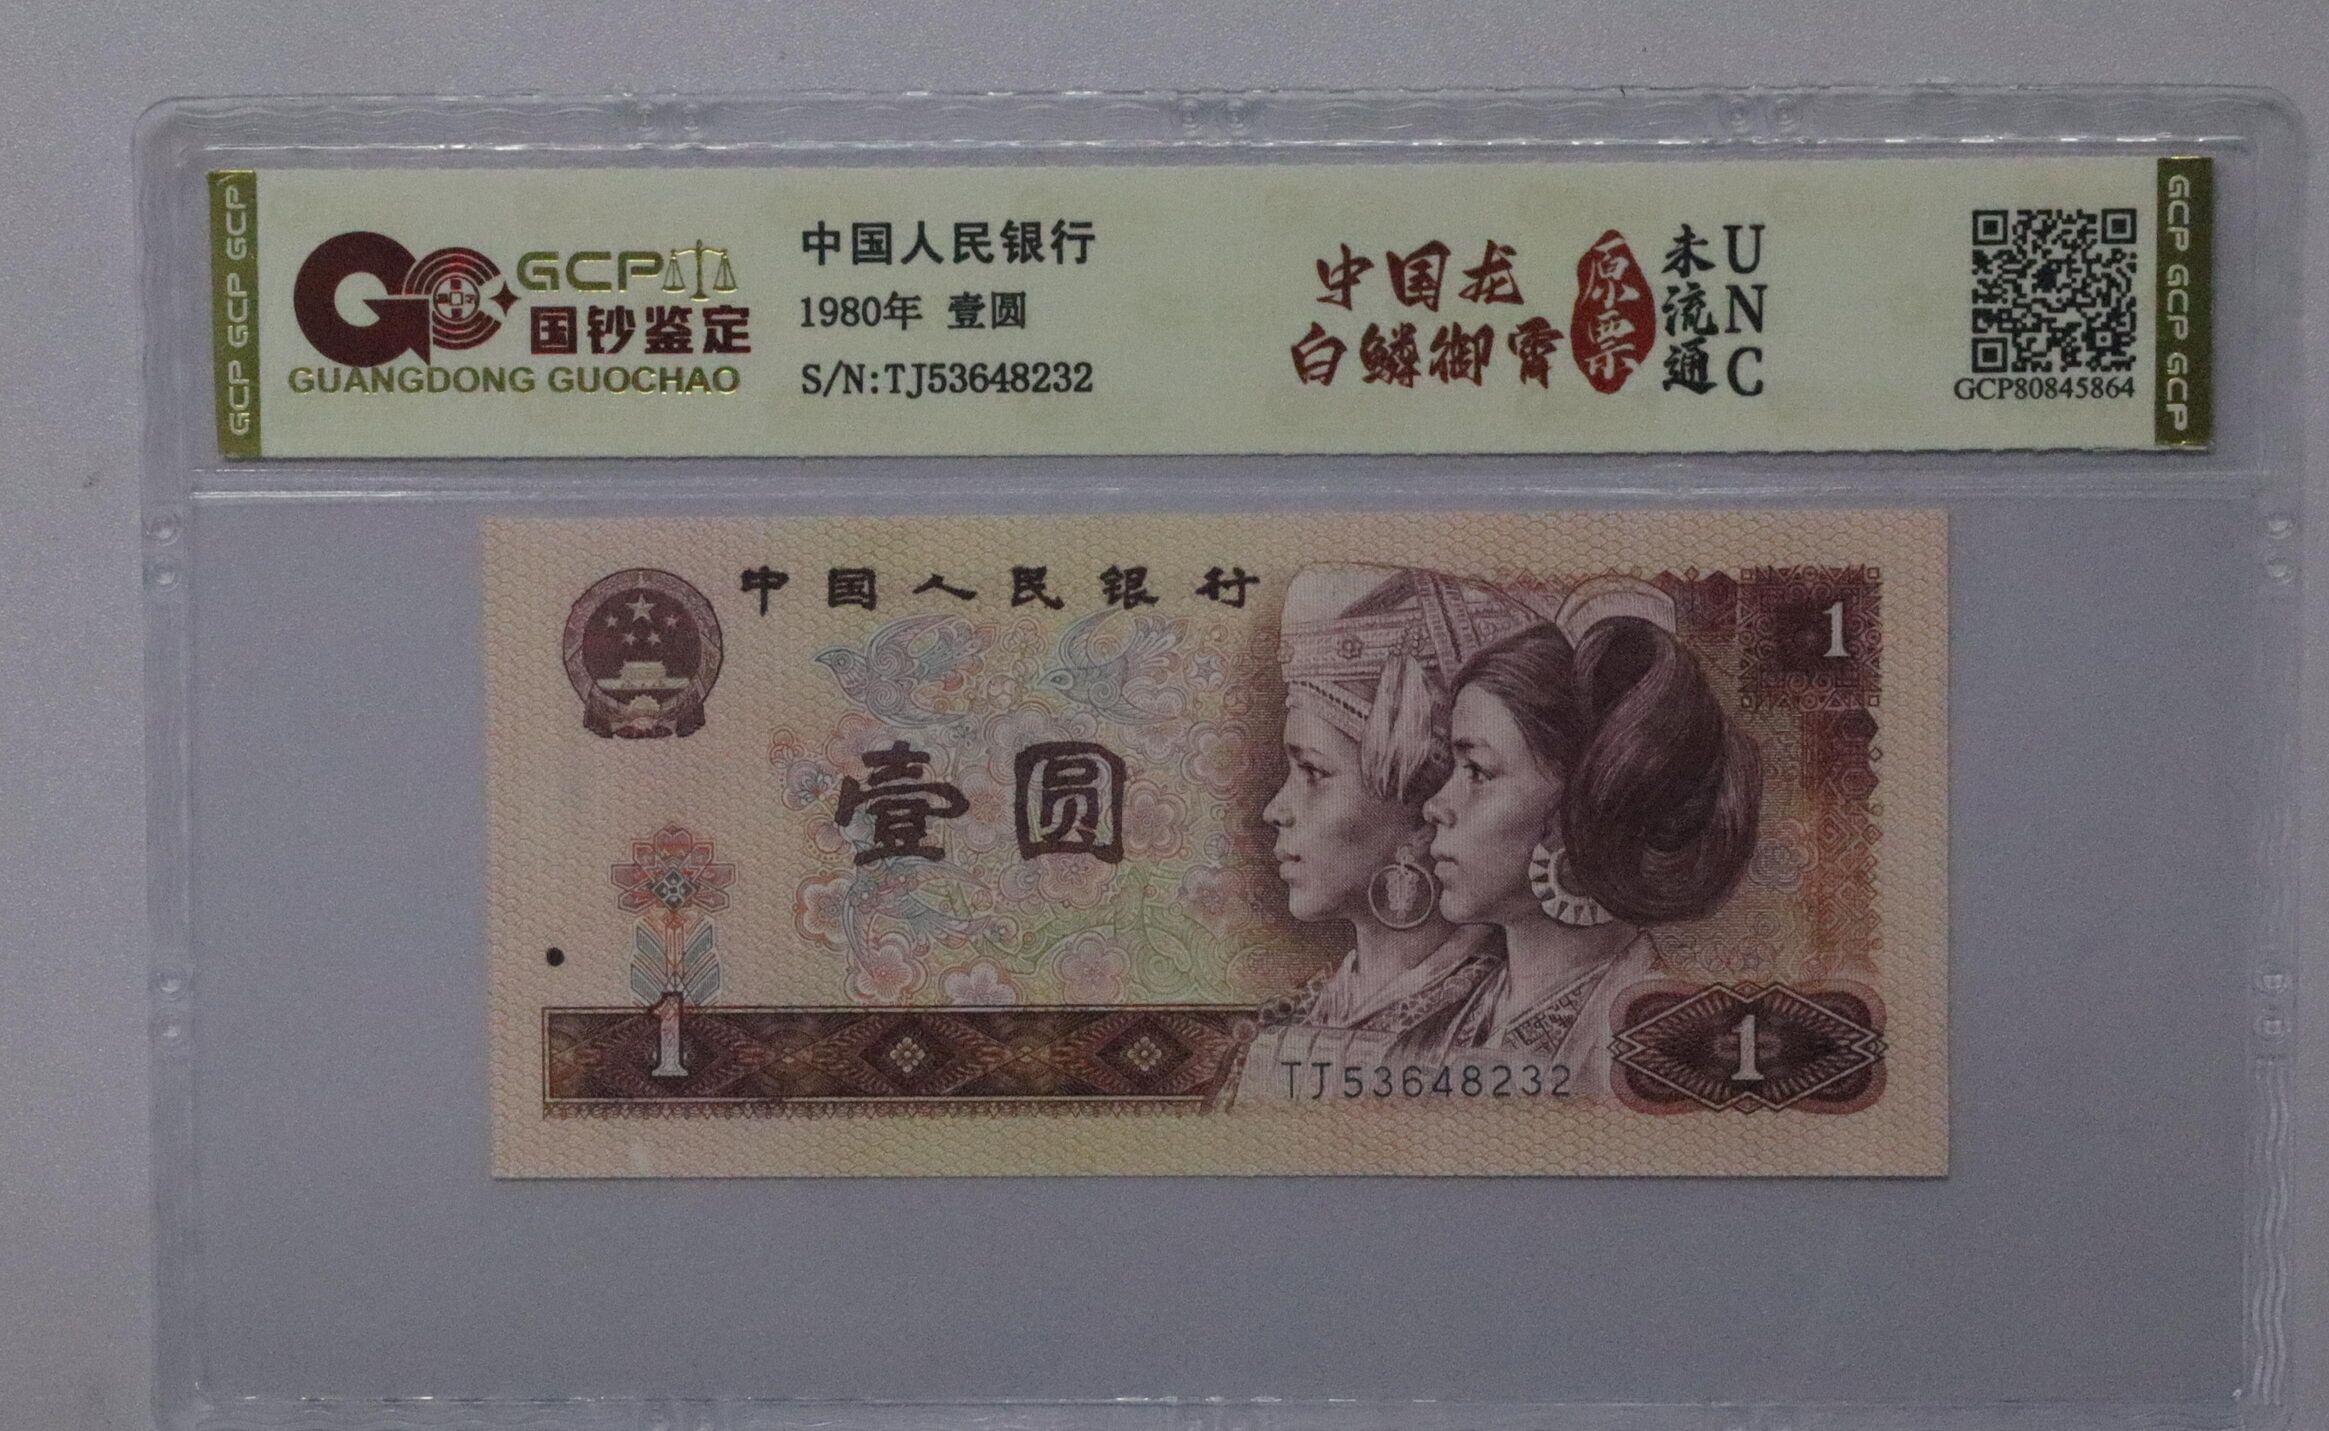 GCP GCP GCP
GCP
国钞鉴定
GUANGDONG GUOCHAO
中国人民银行
1980年 壹圆
S/N:TJ53648232
中国龙
白鳞御霄
原票
未流通
UNC
GCP80845864
GCP GCP GCP
中国人民银行
1
壹圆
1
1
TJ53648232